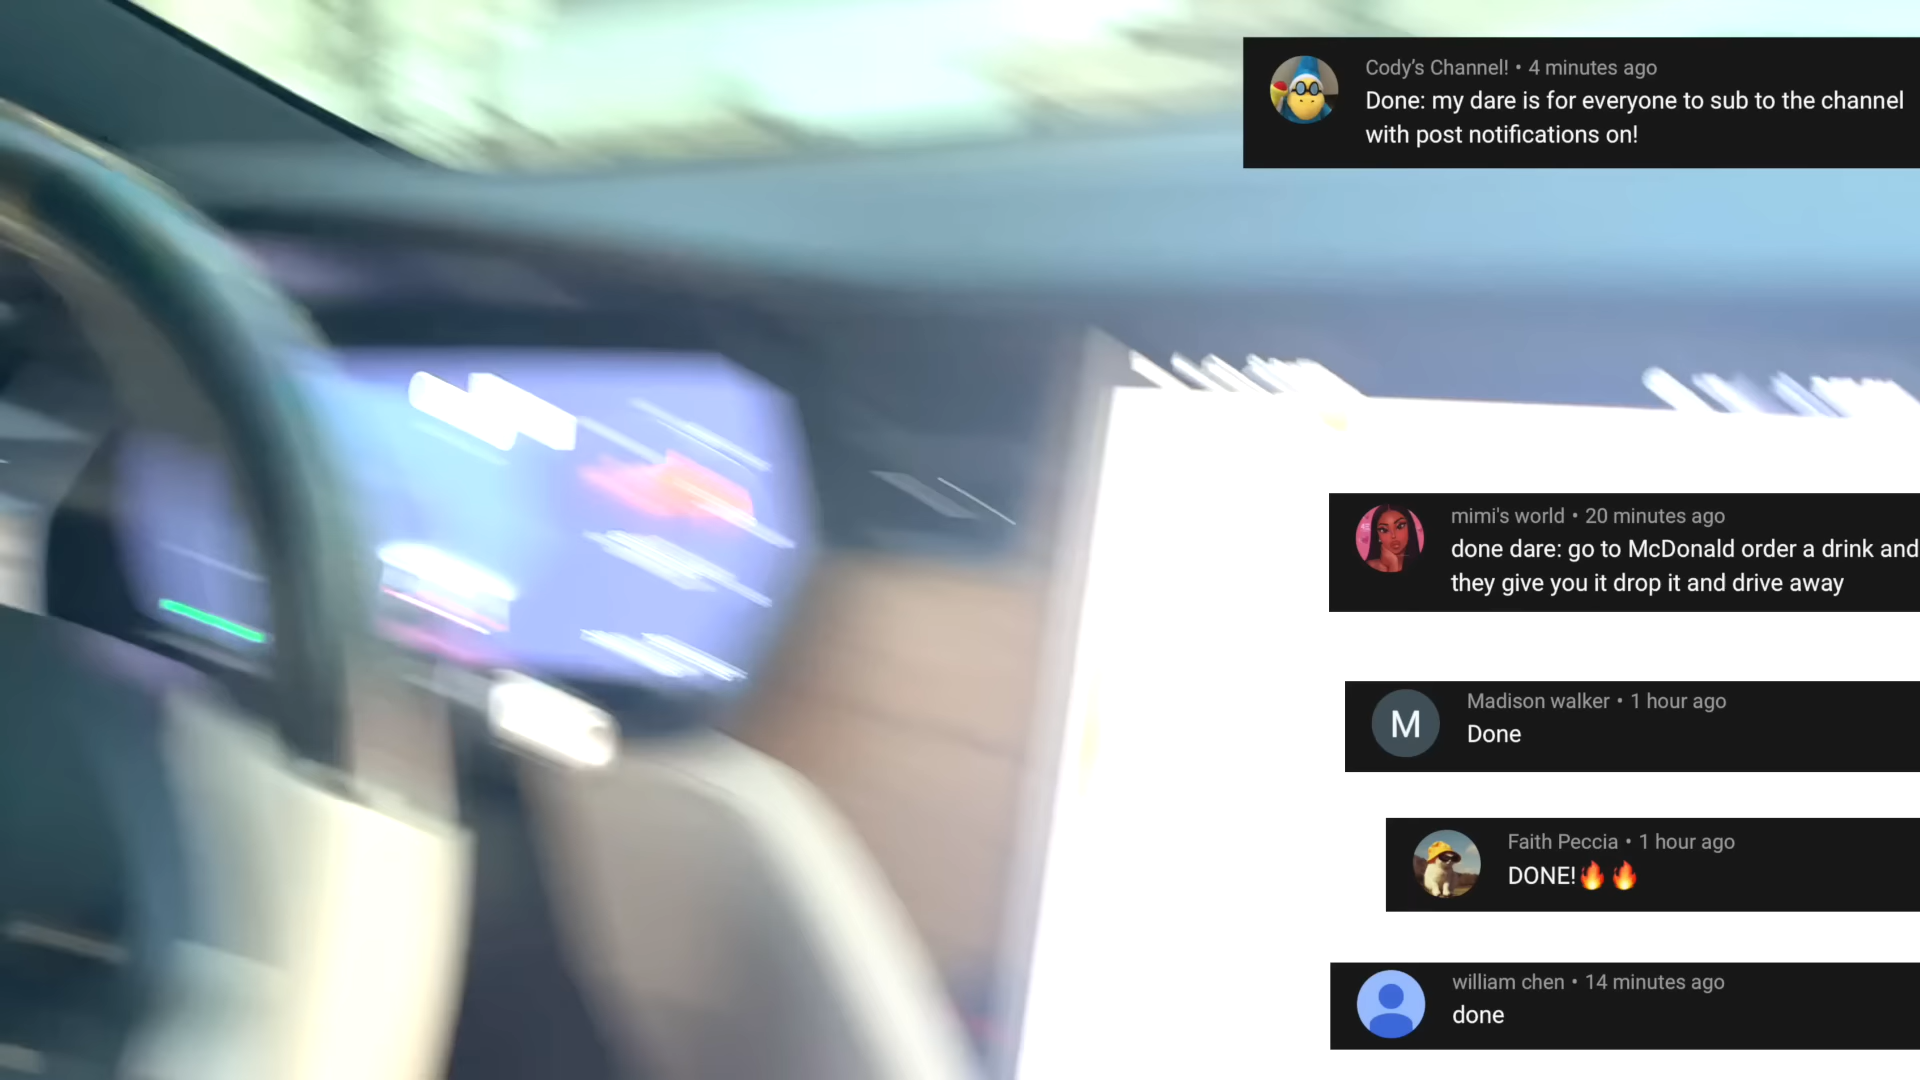 Cody’s Channel! • 4 minutes ago
Done: my dare is for everyone to sub to the channel
with post notifications on!
mimi's world • 20 minutes ago
done dare: go to McDonald order a drink and
they give you it drop it and drive away
M
Madison walker • 1 hour ago
Done
Faith Peccia • 1 hour ago
DONE!🔥🔥
william chen • 14 minutes ago
done